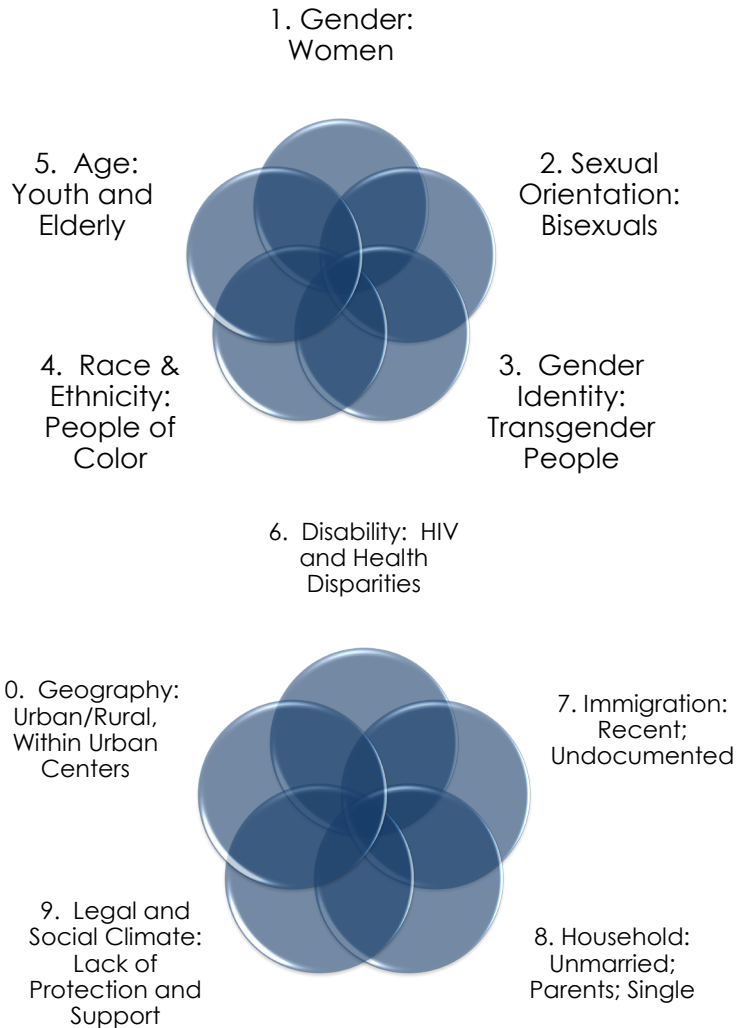 1. Gender:
Women
5. Age:
Youth and
Elderly
2. Sexual
Orientation:
Bisexuals
4. Race &
Ethnicity:
People of
Color
3. Gender
Identity:
Transgender
People
6. Disability: HIV
and Health
Disparities
0. Geography:
Urban/Rural,
Within Urban
Centers
7. Immigration:
Recent;
Undocumented
9. Legal and
Social Climate:
Lack of
Protection and
Support
8. Household:
Unmarried;
Parents; Single